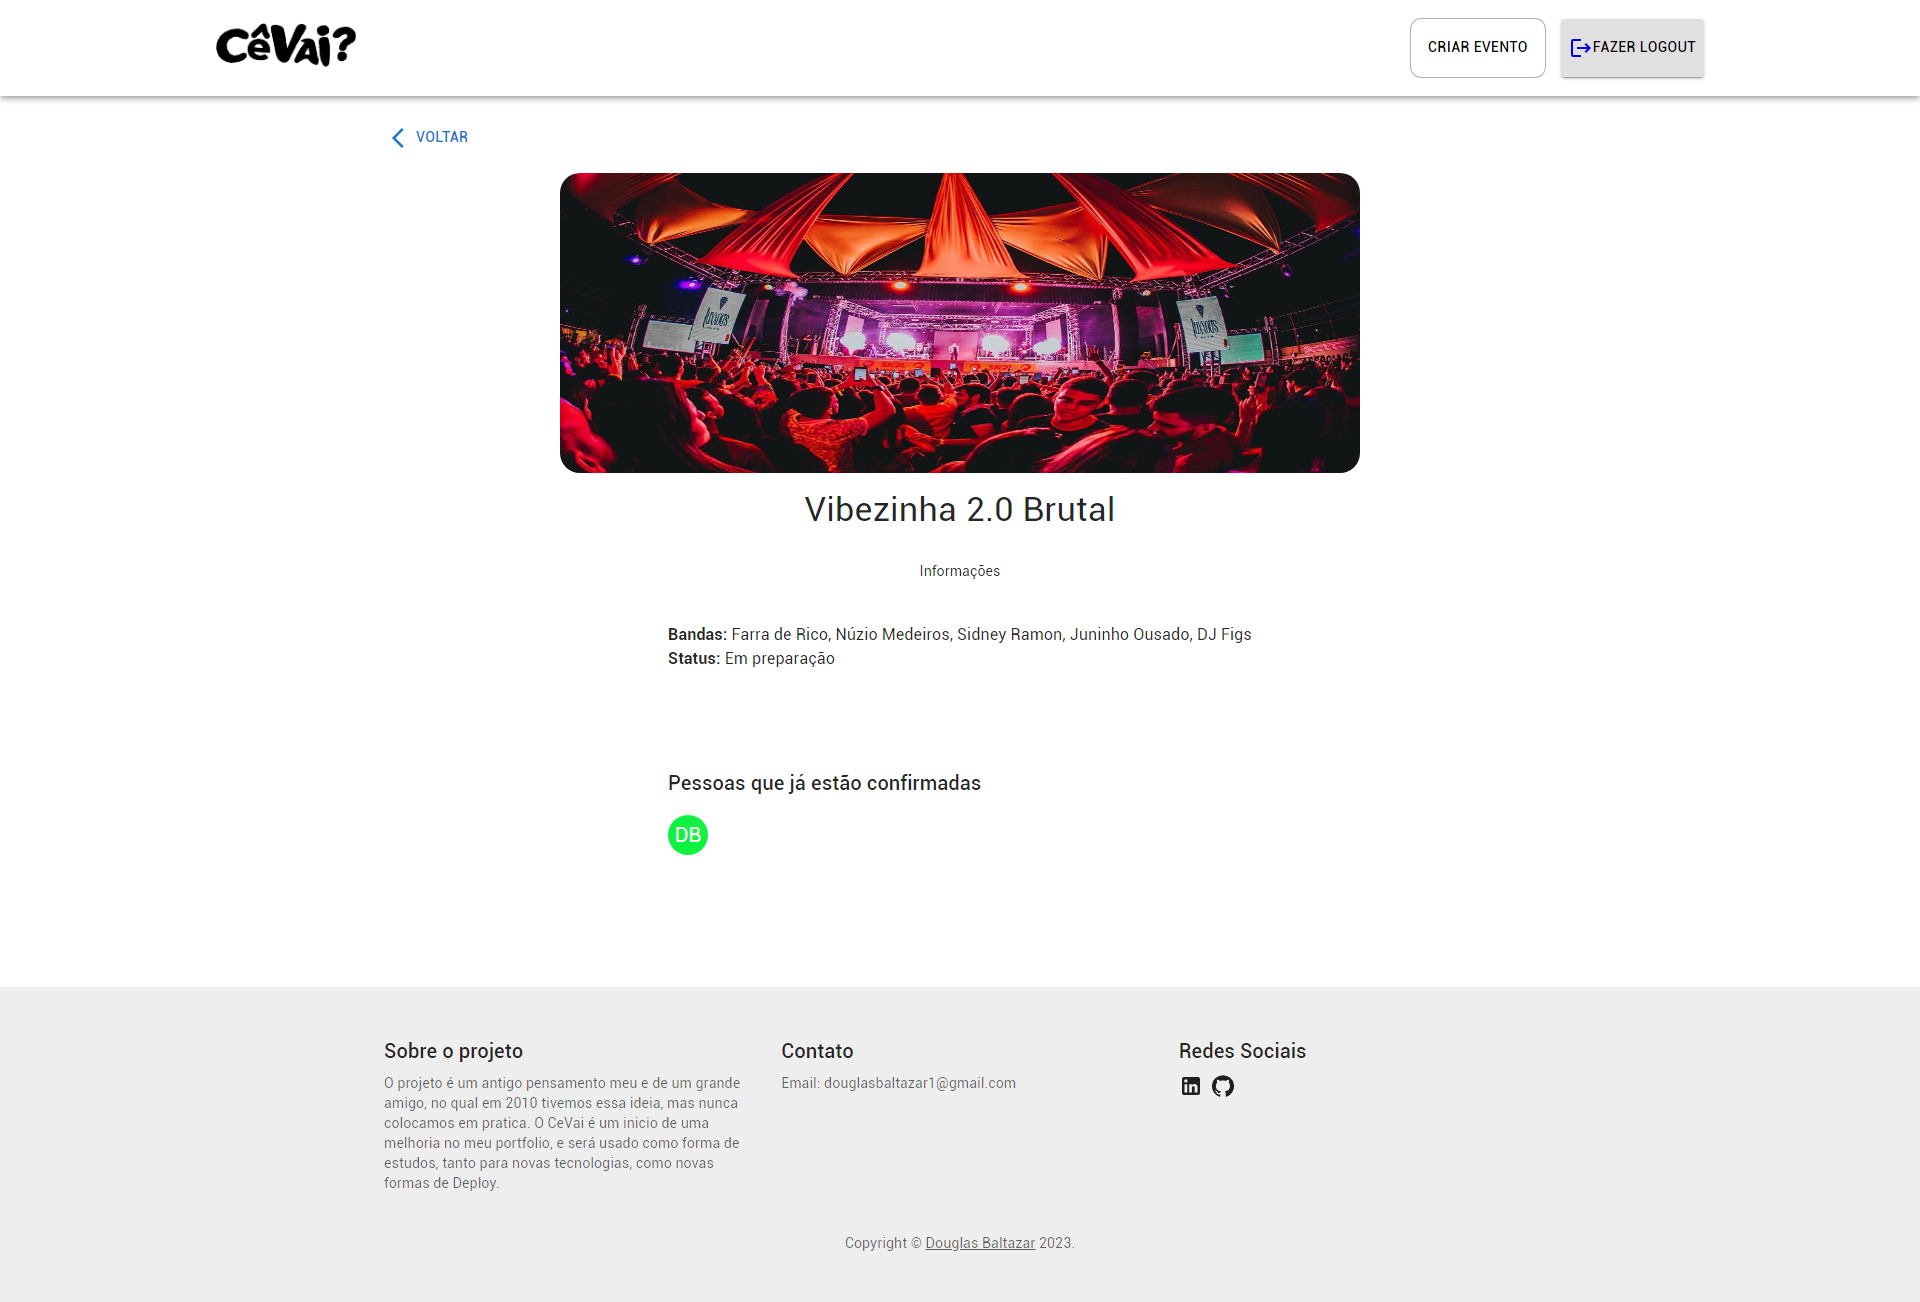 CêVai?
CRIAR EVENTO
FAZER LOGOUT
VOLTAR
SKOL
Vibezinha 2.0 Brutal
Informações
Bandas: Farra de Rico, Núzio Medeiros, Sidney Ramon, Juninho Ousado, DJ Figs
Status: Em preparação
Pessoas que já estão confirmadas
DB
Sobre o projeto
O projeto é um antigo pensamento meu e de um grande
amigo, no qual em 2010 tivemos essa ideia, mas nunca
colocamos em pratica. O CeVai é um inicio de uma
melhoria no meu portfolio, e será usado como forma de
estudos, tanto para novas tecnologias, como novas
formas de Deploy.
Contato
Email: douglasbaltazar1@gmail.com
Redes Sociais
in
Copyright © Douglas Baltazar 2023.